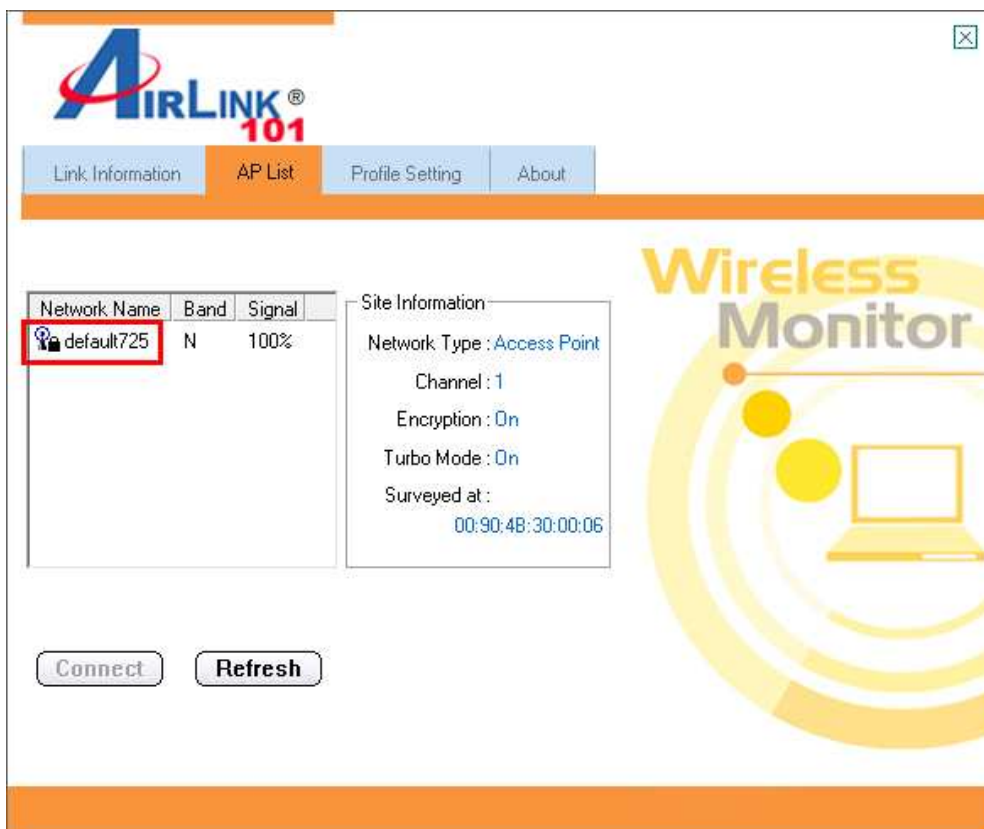 AIRLINK®
101
Link Information AP List Profile Setting About
Wireless
Monitor
Network Name Band Signal
default725 N 100%
Site Information
Network Type : Access Point
Channel : 1
Encryption : On
Turbo Mode : On
Surveyed at :
00:90:4B:30:00:06
Connect Refresh